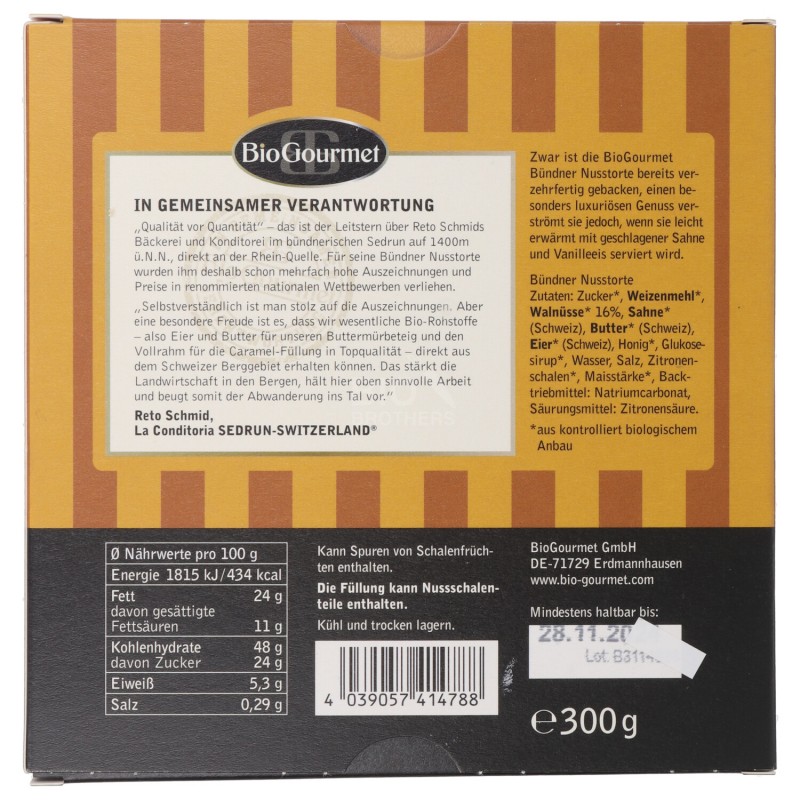 BioGourmet
IN GEMEINSAMER VERANTWORTUNG
„Qualität vor Quantität“ – das ist der Leitstern über Reto Schmids
Bäckerei und Konditorei im bündnerischen Sedrun auf 1400m
ü.N.N., direkt an der Rhein-Quelle. Für seine Bündner Nusstorte
wurden ihm deshalb schon mehrfach hohe Auszeichnungen und
Preise in renommierten nationalen Wettbewerben verliehen.
„Selbstverständlich ist man stolz auf die Auszeichnungen. Aber
eine besondere Freude ist es, dass wir wesentliche Bio-Rohstoffe
– also Eier und Butter für unseren Buttermürbeteig und den
Vollrahm für die Caramel-Füllung in Topqualität – direkt aus
dem Schweizer Berggebiet erhalten können. Das stärkt die
Landwirtschaft in den Bergen, hält hier oben sinnvolle Arbeit
und beugt somit der Abwanderung ins Tal vor.“
Reto Schmid,
La Conditoria SEDRUN-SWITZERLAND®
BROTHERS
Zwar ist die BioGourmet
Bündner Nusstorte bereits ver-
zehrfertig gebacken, einen be-
sonders luxuriösen Genuss ver-
strömt sie jedoch, wenn sie leicht
erwärmt mit geschlagener Sahne
und Vanilleeis serviert wird.
Bündner Nusstorte
Zutaten: Zucker*, Weizenmehl*,
Walnüsse* 16%, Sahne*
(Schweiz), Butter* (Schweiz),
Eier* (Schweiz), Honig*, Glukose-
sirup*, Wasser, Salz, Zitronen-
schalen*, Maisstärke*, Back-
triebmittel: Natriumcarbonat,
Säurungsmittel: Zitronensäure.
*aus kontrolliert biologischem
Anbau
Ø Nährwerte pro 100 g
Energie 1815 kJ/434 kcal
Fett 24 g
davon gesättigte
Fettsäuren 11 g
Kohlenhydrate 48 g
davon Zucker 24 g
Eiweiß 5,3 g
Salz 0,29 g
Kann Spuren von Schalenfrüch-
ten enthalten.
Die Füllung kann Nussschalen-
teile enthalten.
Kühl und trocken lagern.
4 039057 414788
BioGourmet GmbH
DE-71729 Erdmannhausen
www.bio-gourmet.com
Mindestens haltbar bis:
28.11.20
Lot:
℮300g